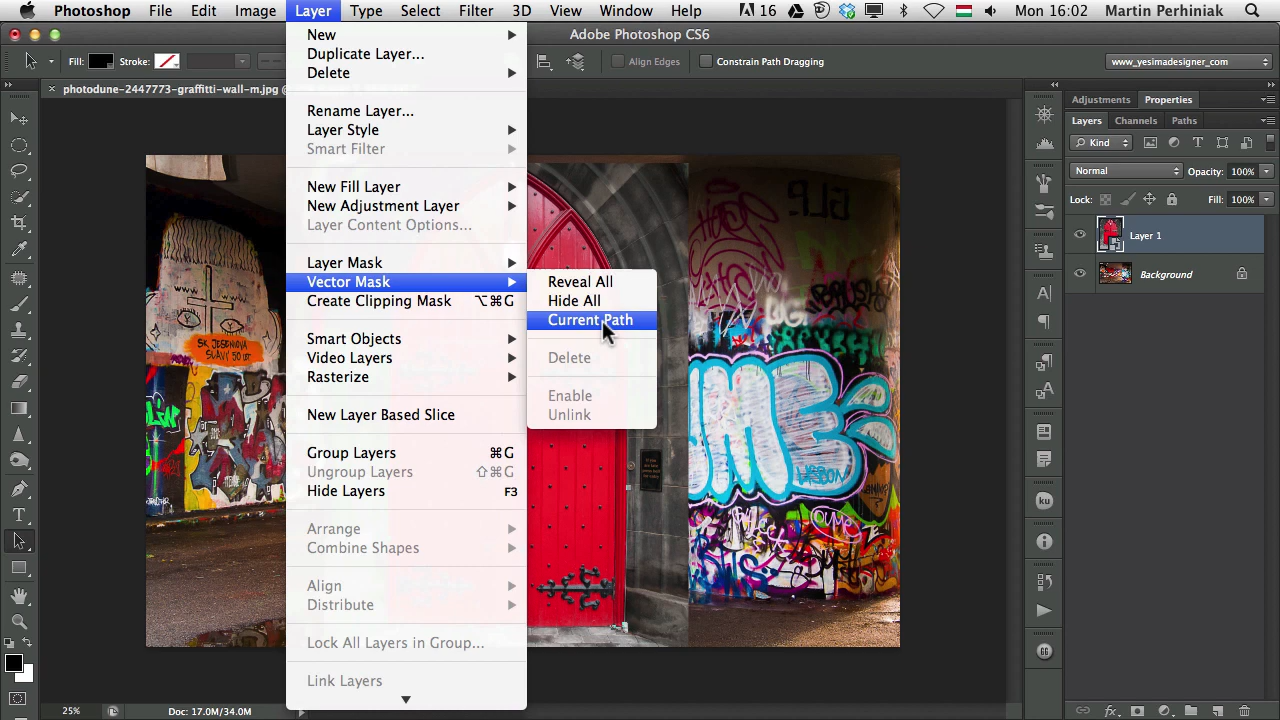 Photoshop File Edit Image Layer Type Select Filter 3D View Window Help 16 Mon 16:02 Martin Perhiniak
Adobe Photoshop CS6
Fill: Stroke: Align Edges Constrain Path Dragging www.yesimadesigner_com
photodune-2447773-graffitti-wall-m.jpg @
New
Duplicate Layer...
Delete
Rename Layer...
Layer Style
Smart Filter
New Fill Layer
New Adjustment Layer
Layer Content Options...
Layer Mask
Vector Mask
Create Clipping Mask ⌥⌘G
Smart Objects
Video Layers
Rasterize
New Layer Based Slice
Group Layers ⌘G
Ungroup Layers ⇧⌘G
Hide Layers F3
Arrange
Combine Shapes
Align
Distribute
Lock All Layers in Group...
Link Layers
Reveal All
Hide All
Current Path
Delete
Enable
Unlink
Adjustments Properties
Layers Channels Paths
Kind
Normal Opacity: 100%
Lock: Fill: 100%
Layer 1
Background
25% Doc: 17.0M/34.0M